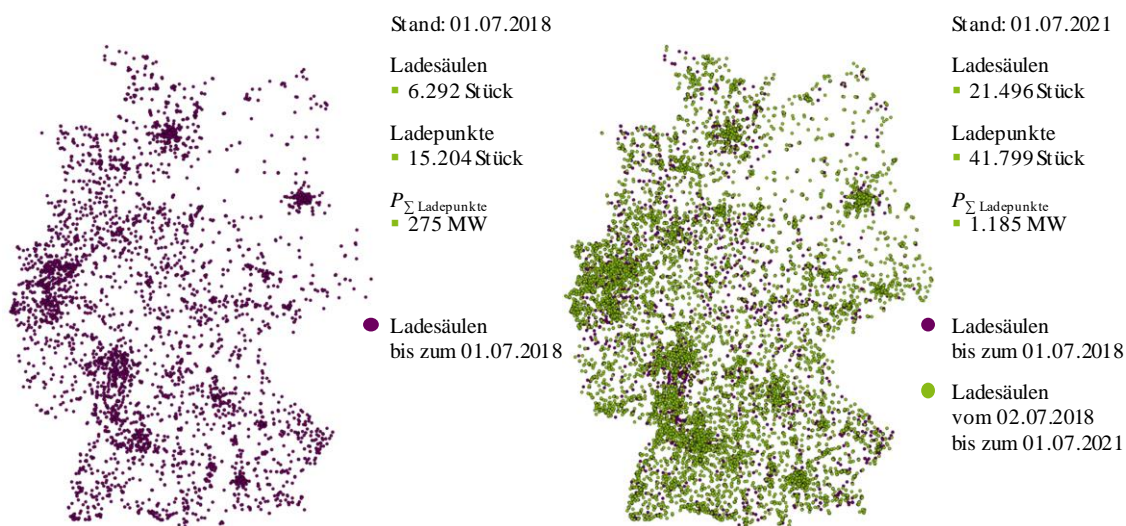 Stand: 01.07.2018
Ladesäulen
▪ 6.292 Stück
Ladepunkte
▪ 15.204 Stück
P∑ Ladepunkte
▪ 275 MW
Ladesäulen
bis zum 01.07.2018
Stand: 01.07.2021
Ladesäulen
▪ 21.496 Stück
Ladepunkte
▪ 41.799 Stück
P∑ Ladepunkte
▪ 1.185 MW
Ladesäulen
bis zum 01.07.2018
Ladesäulen
vom 02.07.2018
bis zum 01.07.2021